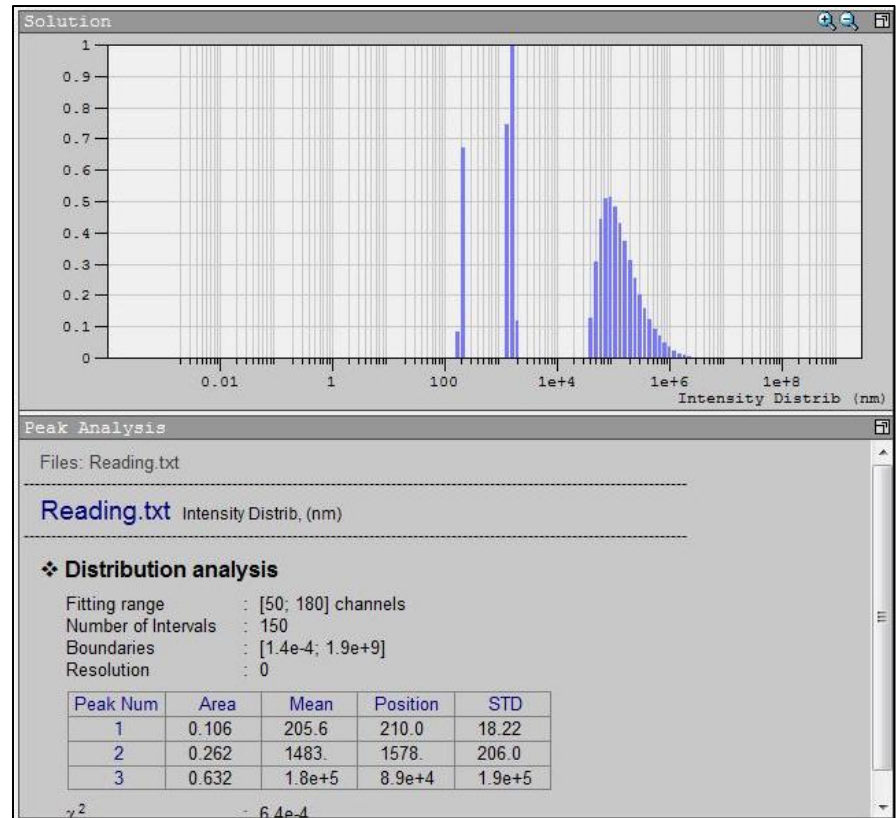 Solution
1
0.9
0.8
0.7
0.6
0.5
0.4
0.3
0.2
0.1
0
0.01 1 100 1e+4 1e+6 1e+8
Intensity Distrib (nm)
Peak Analysis
Files: Reading.txt
Reading.txt Intensity Distrib, (nm)
❖ Distribution analysis
Fitting range : [50; 180] channels
Number of Intervals : 150
Boundaries : [1.4e-4; 1.9e+9]
Resolution : 0
Peak Num Area Mean Position STD
1 0.106 205.6 210.0 18.22
2 0.262 1483. 1578. 206.0
3 0.632 1.8e+5 8.9e+4 1.9e+5
χ² : 6.4e-4